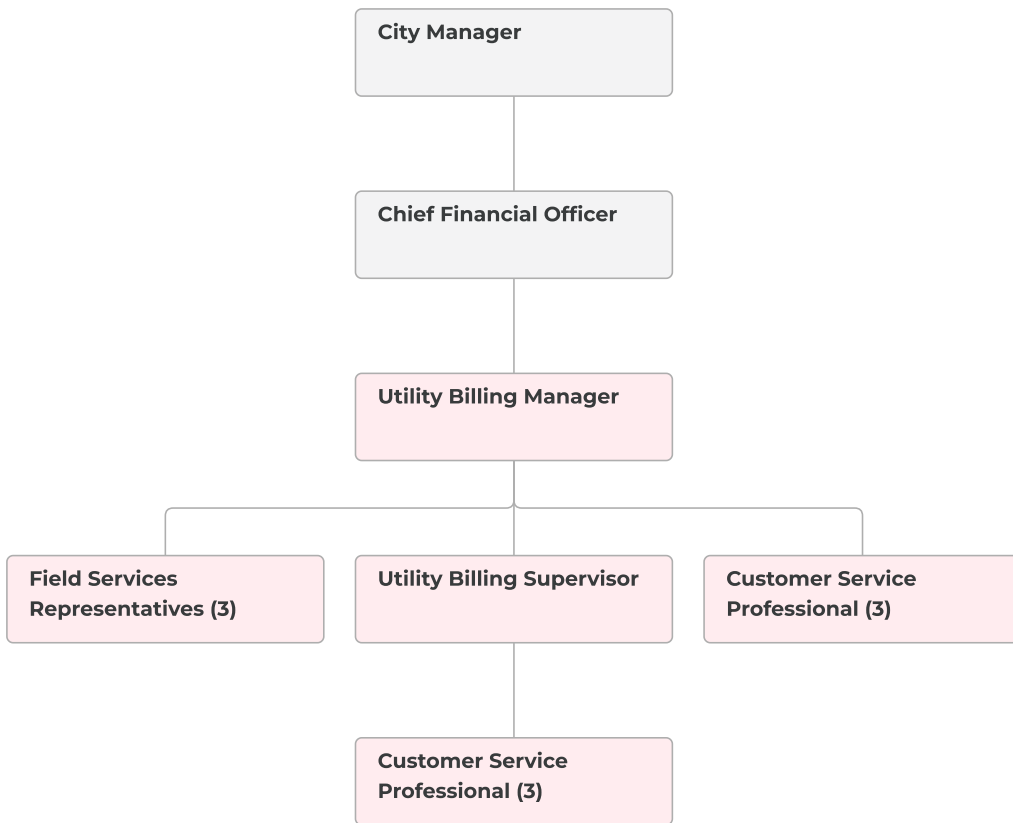 City Manager
Chief Financial Officer
Utility Billing Manager
Field Services
Representatives (3)
Utility Billing Supervisor
Customer Service
Professional (3)
Customer Service
Professional (3)